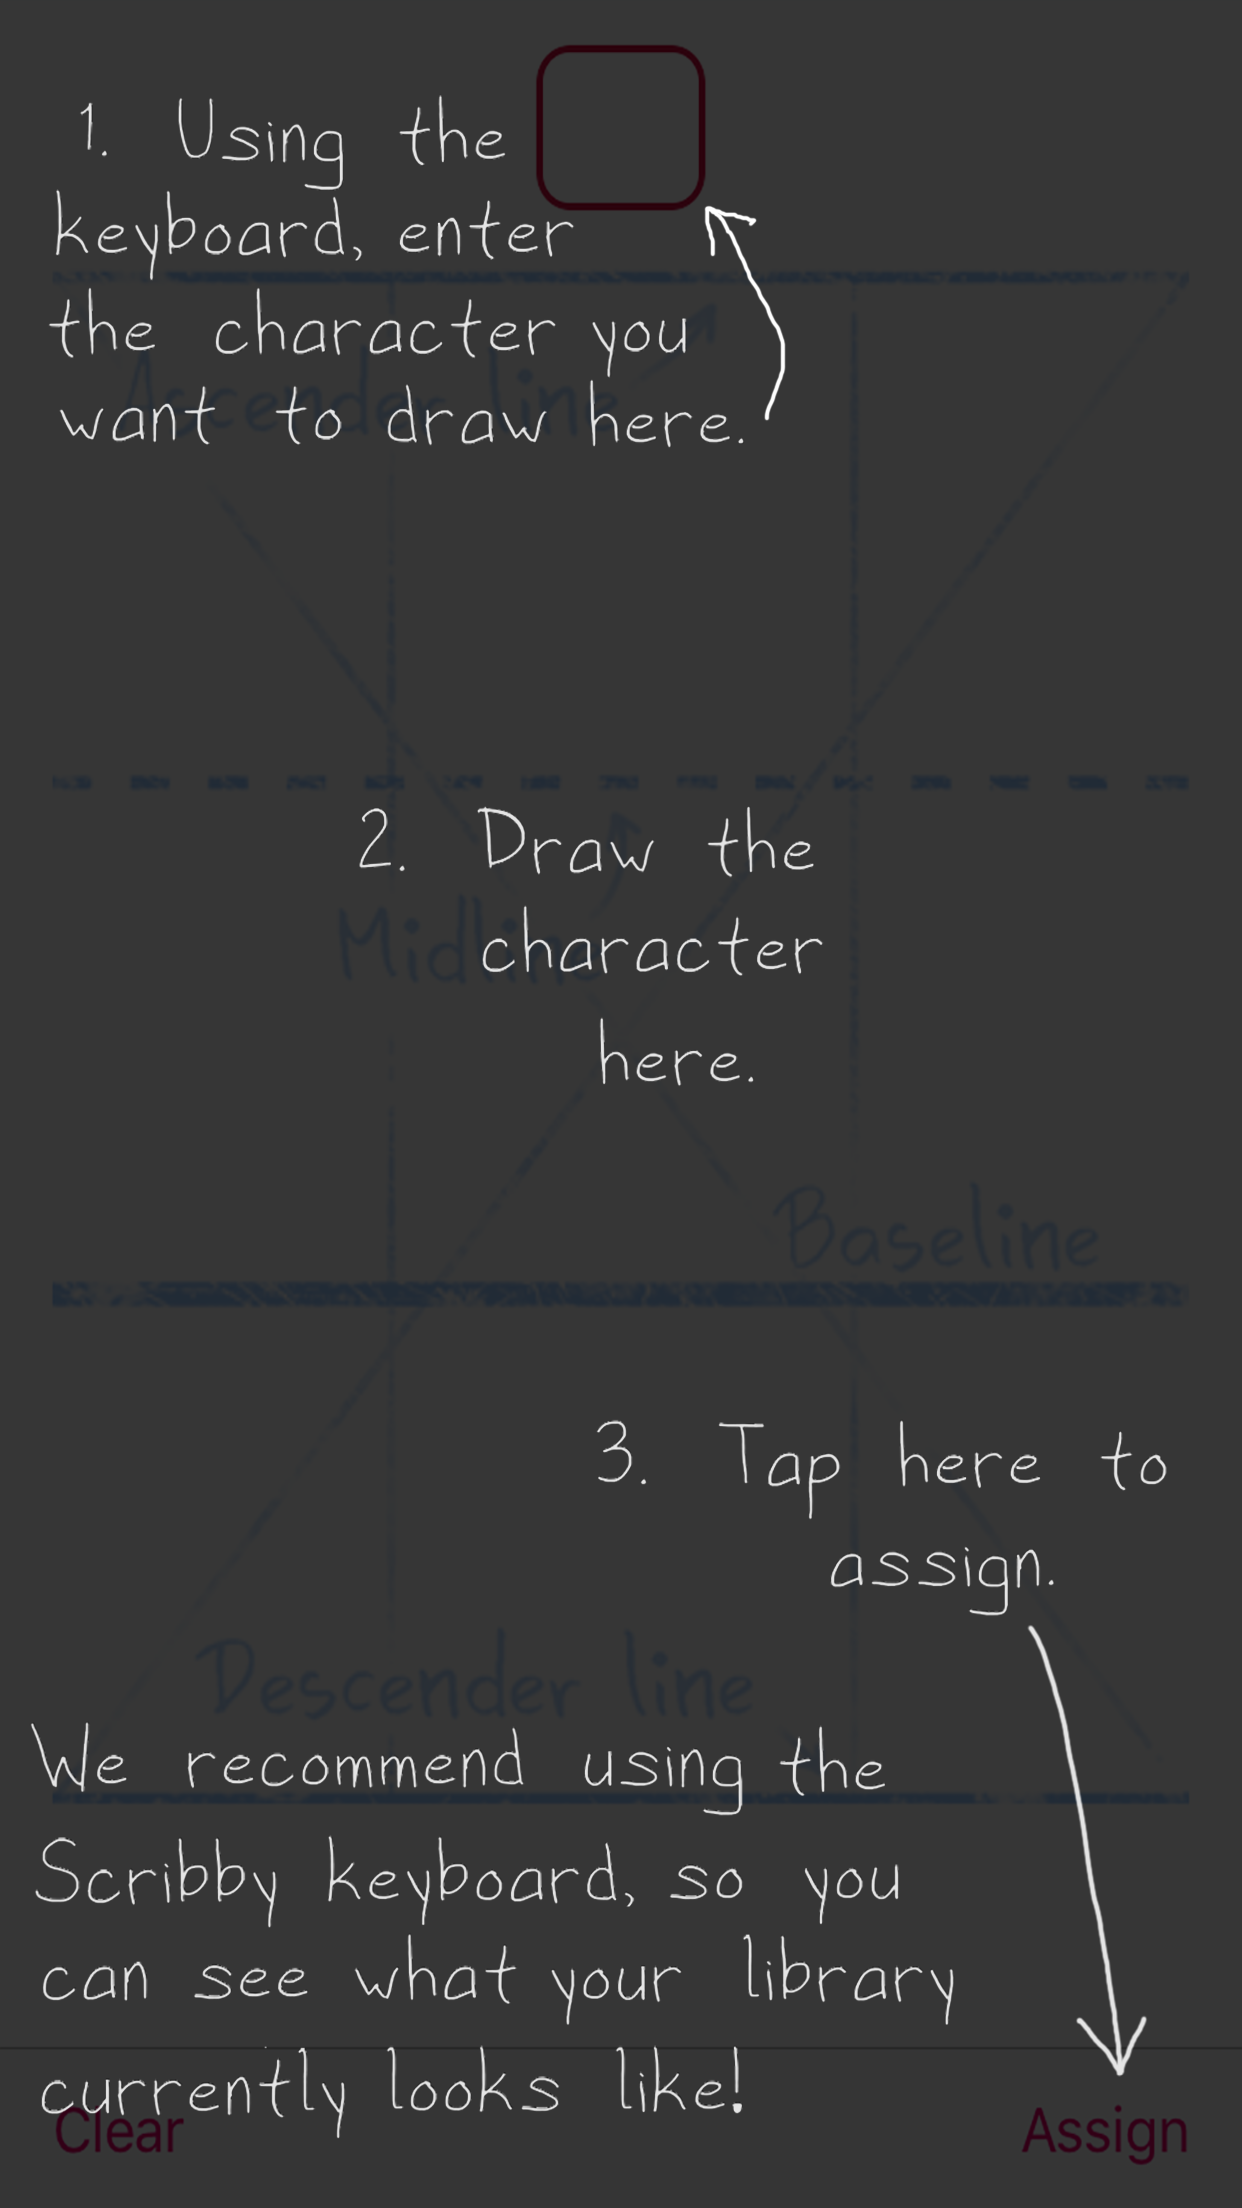 1. Using the
keyboard, enter
the character you
want to draw here.
Ascender line
2. Draw the
Midline
character
here.
Baseline
3. Tap here to
assign.
Descender line
We recommend using the
Scribby keyboard, so you
can see what your library
currently looks like!
Clear
Assign